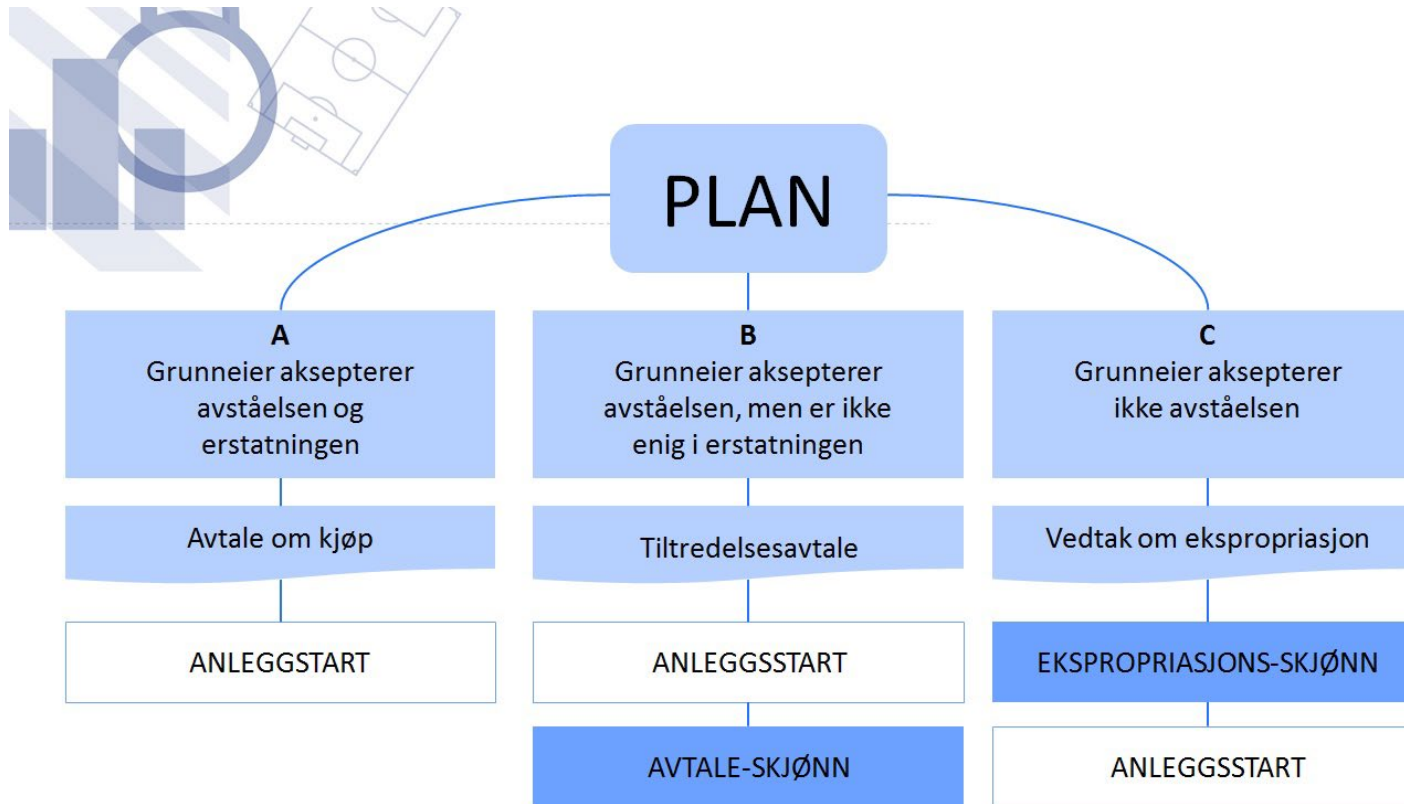 PLAN
A
Grunneier aksepterer
avståelsen og
erstatningen
Avtale om kjøp
ANLEGGSTART
B
Grunneier aksepterer
avståelsen, men er ikke
enig i erstatningen
Tiltredelsesavtale
ANLEGGSSTART
AVTALE-SKJØNN
C
Grunneier aksepterer
ikke avståelsen
Vedtak om ekspropriasjon
EKSPROPRIASJONS-SKJØNN
ANLEGGSSTART